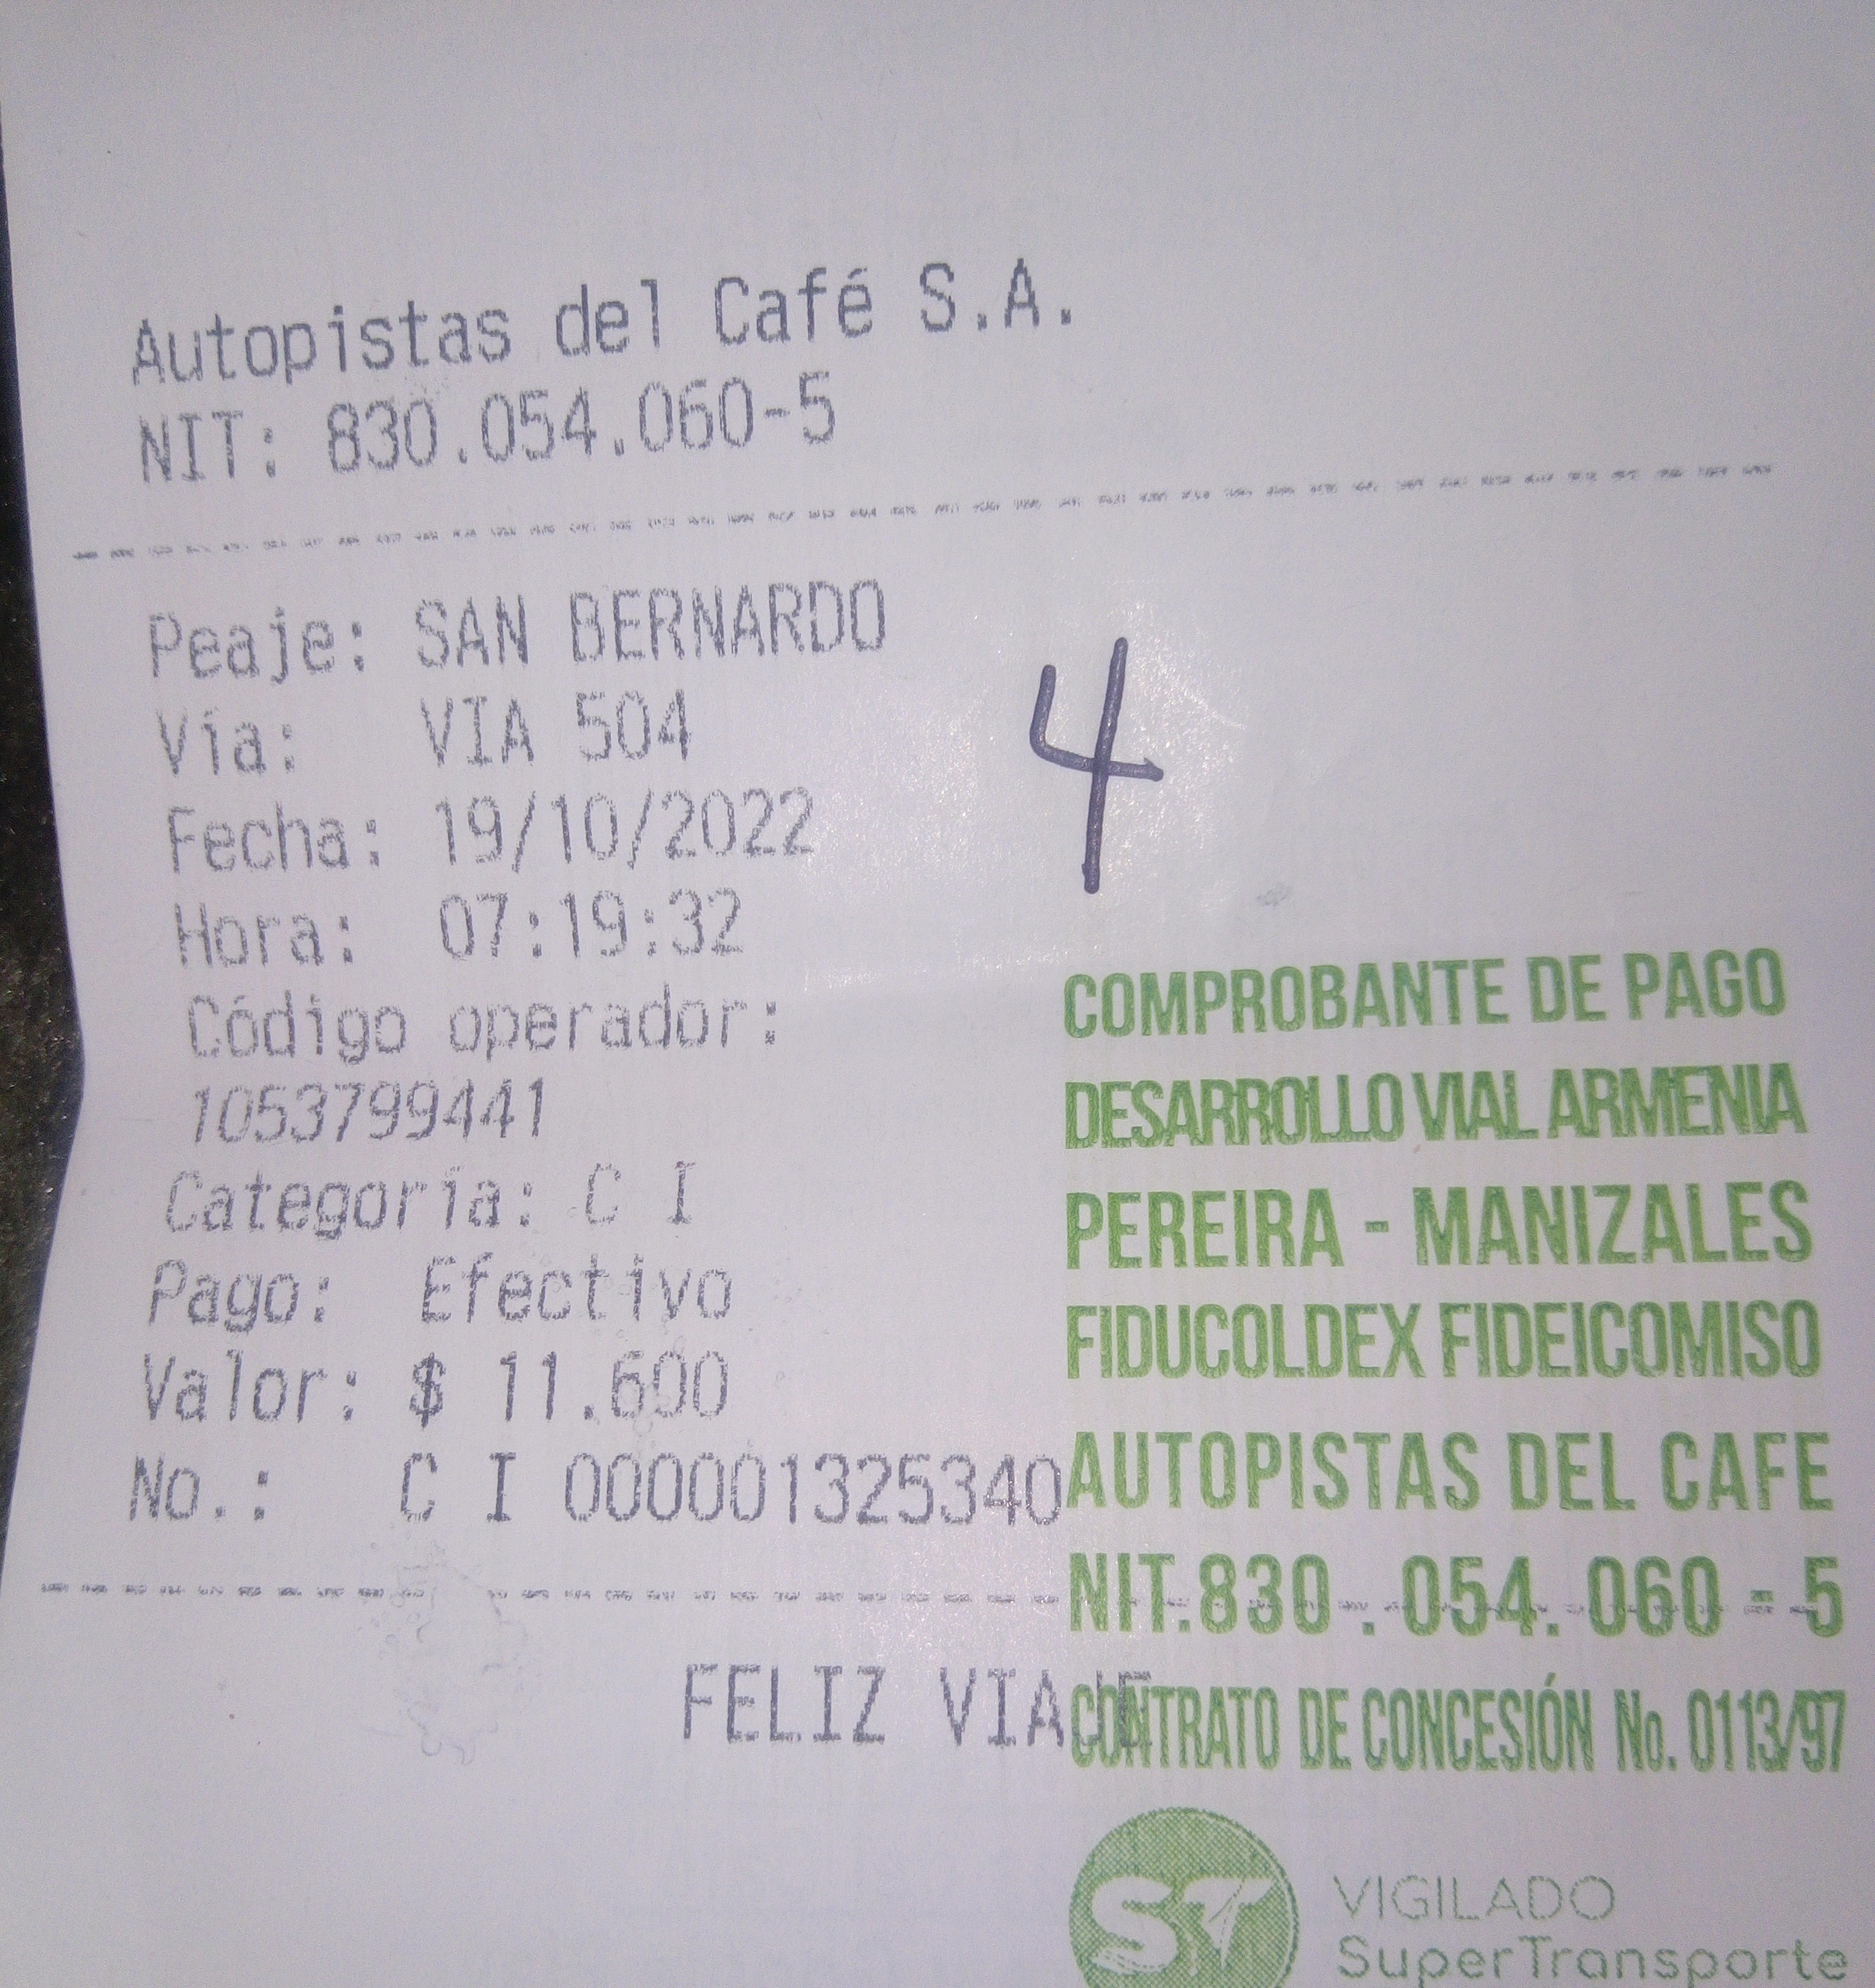 Autopistas del Café S.A.
NIT: 830.054.060-5
Peaje: SAN BERNARDO
Vía: VIA 504
Fecha: 19/10/2022
Hora: 07:19:32
Código operador:
1053799441
Categoría: C I
Pago: Efectivo
Valor: $ 11.600
No.: C I 000001325340
FELIZ VIAJE
4
COMPROBANTE DE PAGO
DESARROLLO VIAL ARMENIA
PEREIRA - MANIZALES
FIDUCOLDEX FIDEICOMISO
AUTOPISTAS DEL CAFE
NIT.830.054.060-5
CONTRATO DE CONCESIÓN No. 0113/97
ST
VIGILADO
SuperTransporte